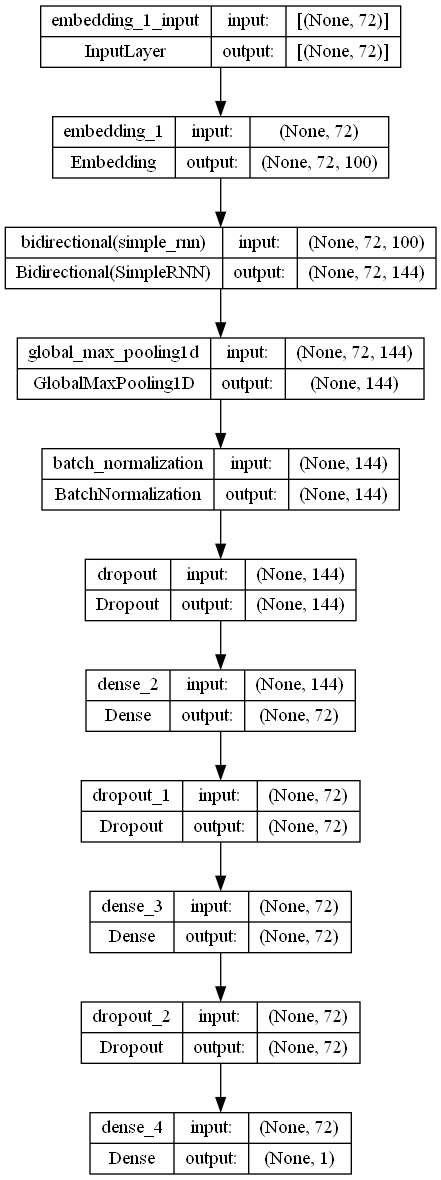 embedding_1_input input: [(None, 72)]
InputLayer output: [(None, 72)]
embedding_1 input: (None, 72)
Embedding output: (None, 72, 100)
bidirectional(simple_rnn) input: (None, 72, 100)
Bidirectional(SimpleRNN) output: (None, 72, 144)
global_max_pooling1d input: (None, 72, 144)
GlobalMaxPooling1D output: (None, 144)
batch_normalization input: (None, 144)
BatchNormalization output: (None, 144)
dropout input: (None, 144)
Dropout output: (None, 144)
dense_2 input: (None, 144)
Dense output: (None, 72)
dropout_1 input: (None, 72)
Dropout output: (None, 72)
dense_3 input: (None, 72)
Dense output: (None, 72)
dropout_2 input: (None, 72)
Dropout output: (None, 72)
dense_4 input: (None, 72)
Dense output: (None, 1)